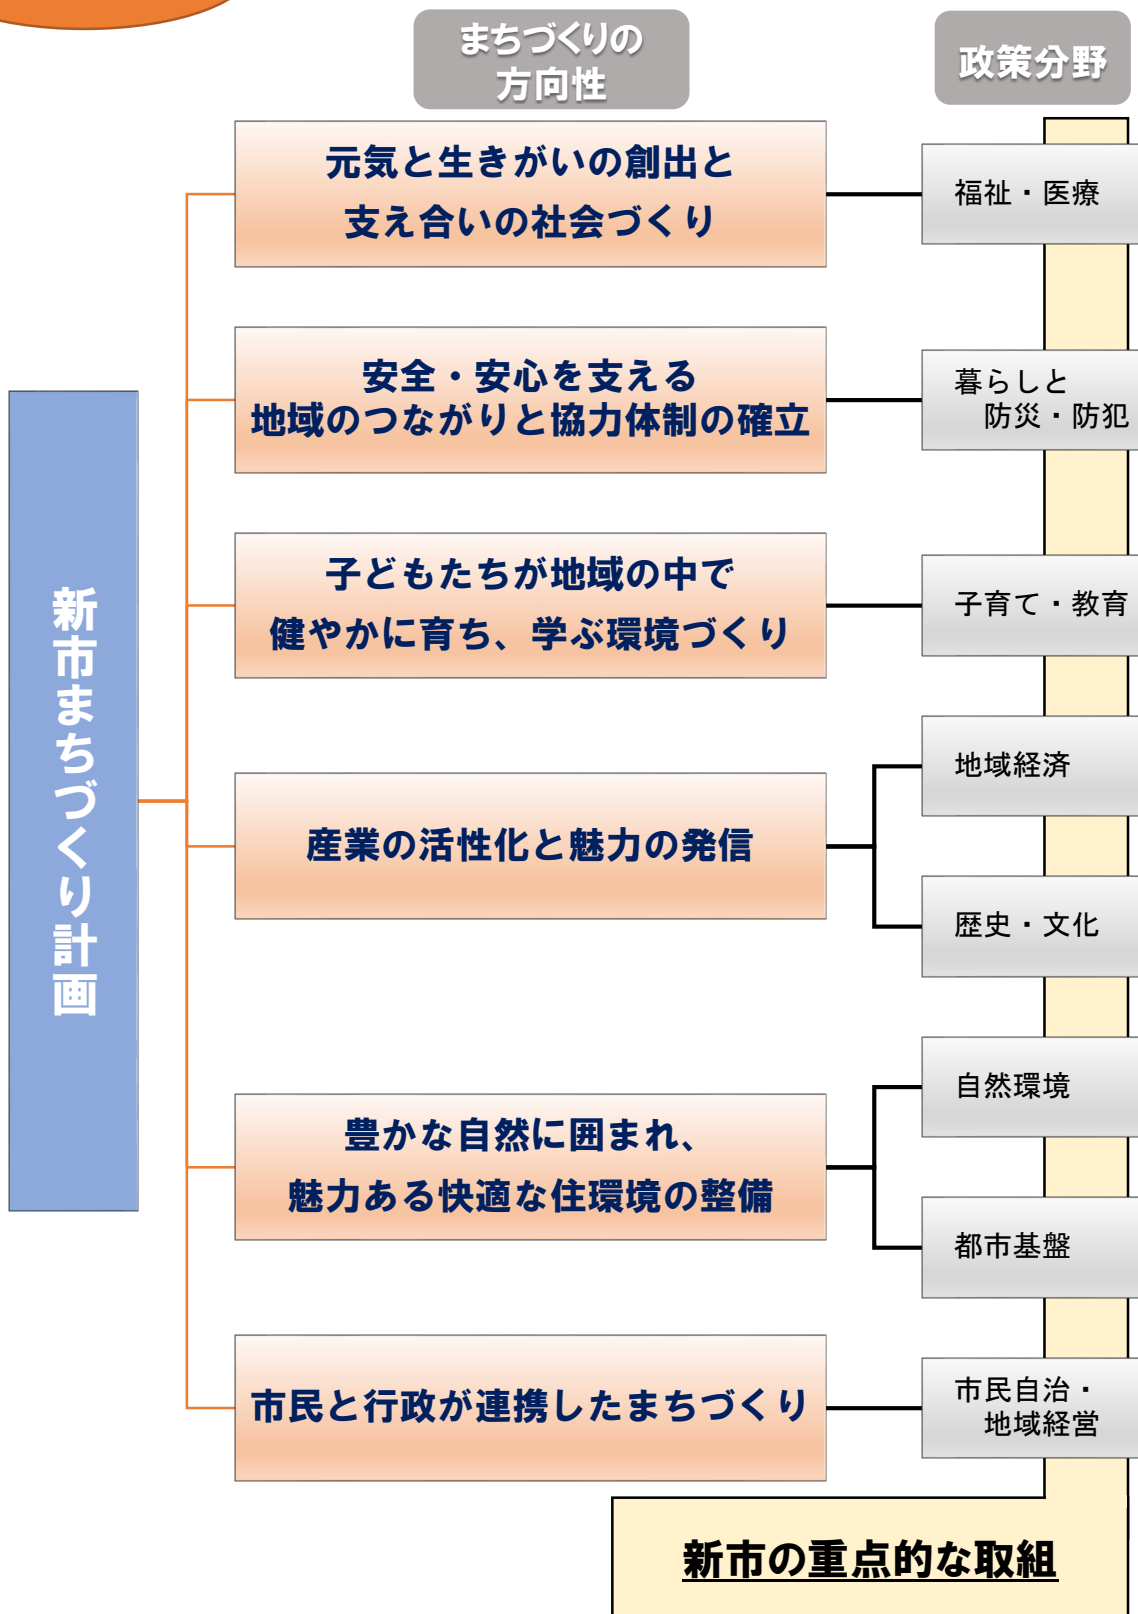 まちづくりの
方向性
政策分野
元気と生きがいの創出と
支え合いの社会づくり
福祉・医療
安全・安心を支える
地域のつながりと協力体制の確立
暮らしと
防災・防犯
子どもたちが地域の中で
健やかに育ち、学ぶ環境づくり
子育て・教育
新市まちづくり計画
産業の活性化と魅力の発信
地域経済
歴史・文化
豊かな自然に囲まれ、
魅力ある快適な住環境の整備
自然環境
都市基盤
市民と行政が連携したまちづくり
市民自治・
地域経営
新市の重点的な取組